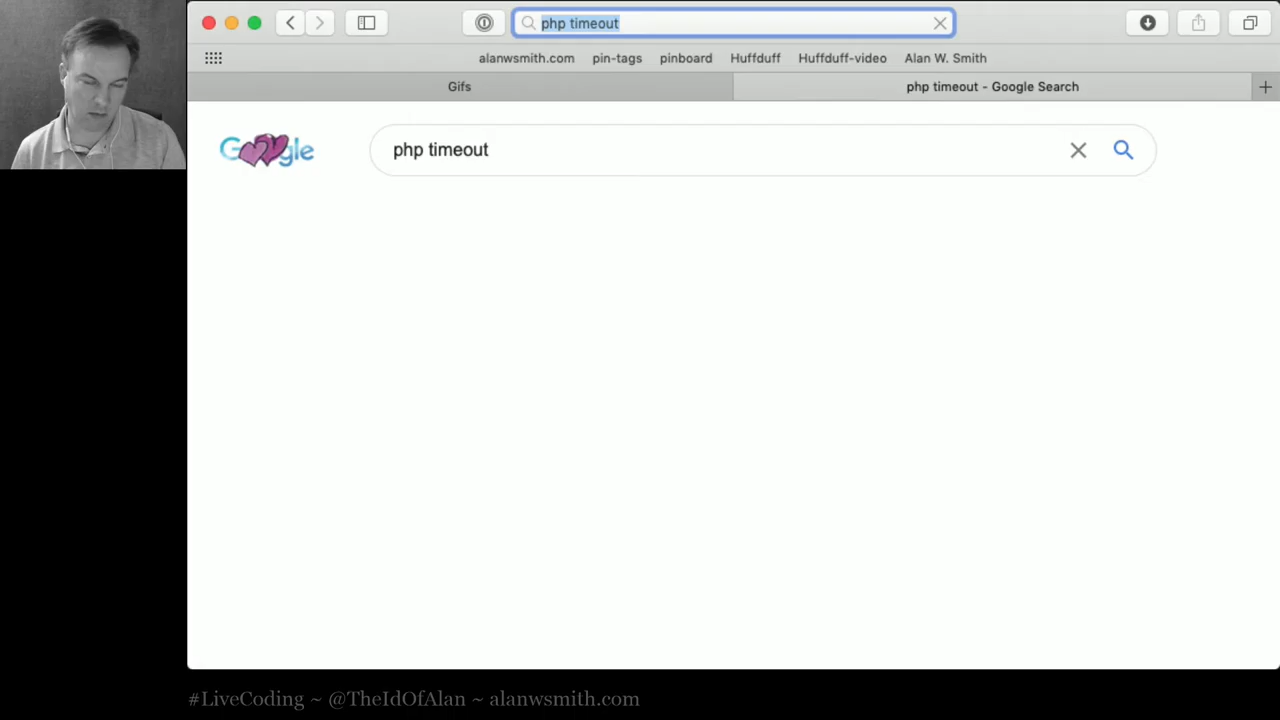 php timeout
alanwsmith.com pin-tags pinboard Huffduff Huffduff-video Alan W. Smith
Gifs php timeout - Google Search
Google php timeout
#LiveCoding ~ @TheIdOfAlan ~ alanwsmith.com